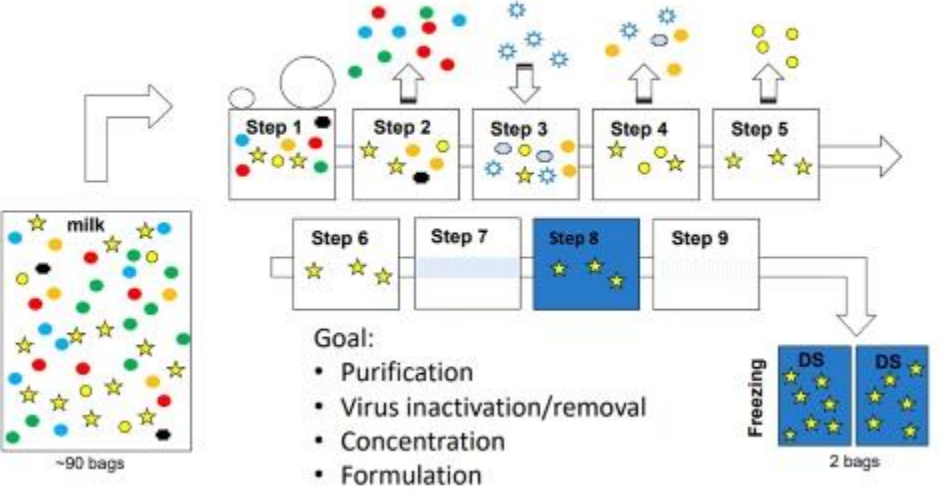 Step 1
Step 2
Step 3
Step 4
Step 5
milk
Step 6
Step 7
Step 8
Step 9
Goal:
• Purification
• Virus inactivation/removal
• Concentration
• Formulation
Freezing
DS
DS
~90 bags
2 bags